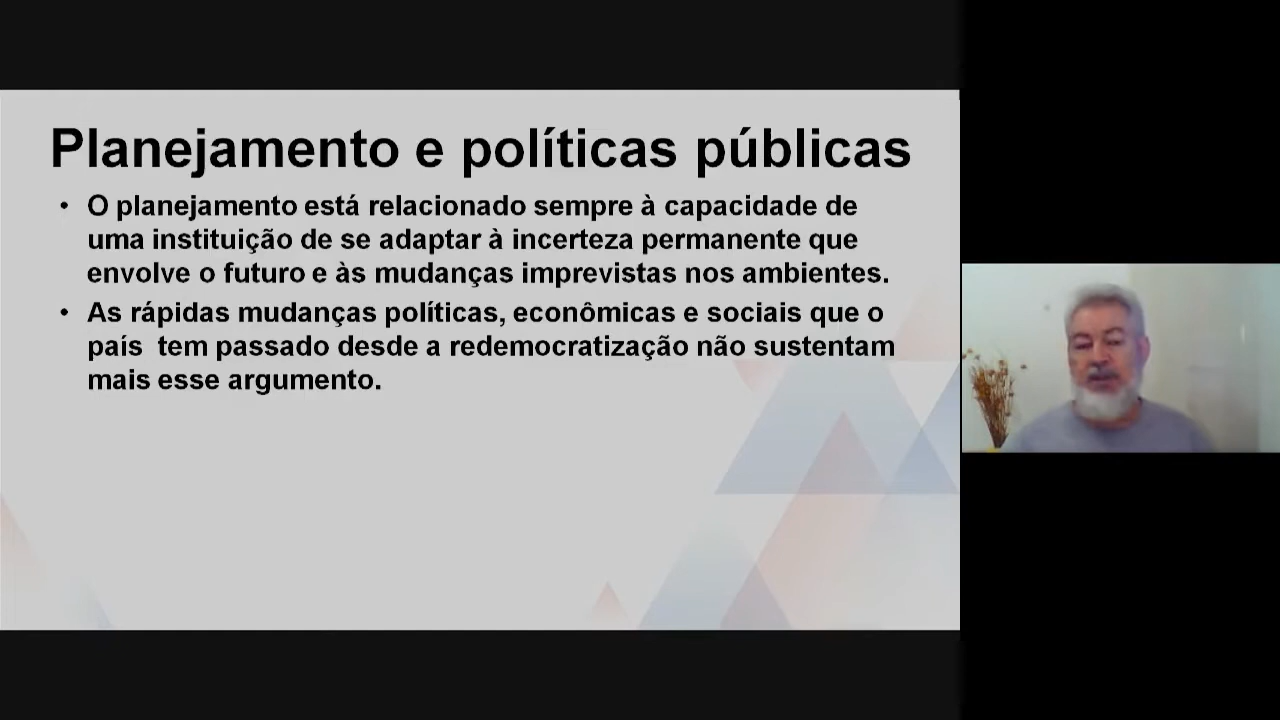 Planejamento e políticas públicas
• O planejamento está relacionado sempre à capacidade de
uma instituição de se adaptar à incerteza permanente que
envolve o futuro e às mudanças imprevistas nos ambientes.
• As rápidas mudanças políticas, econômicas e sociais que o
país  tem passado desde a redemocratização não sustentam
mais esse argumento.